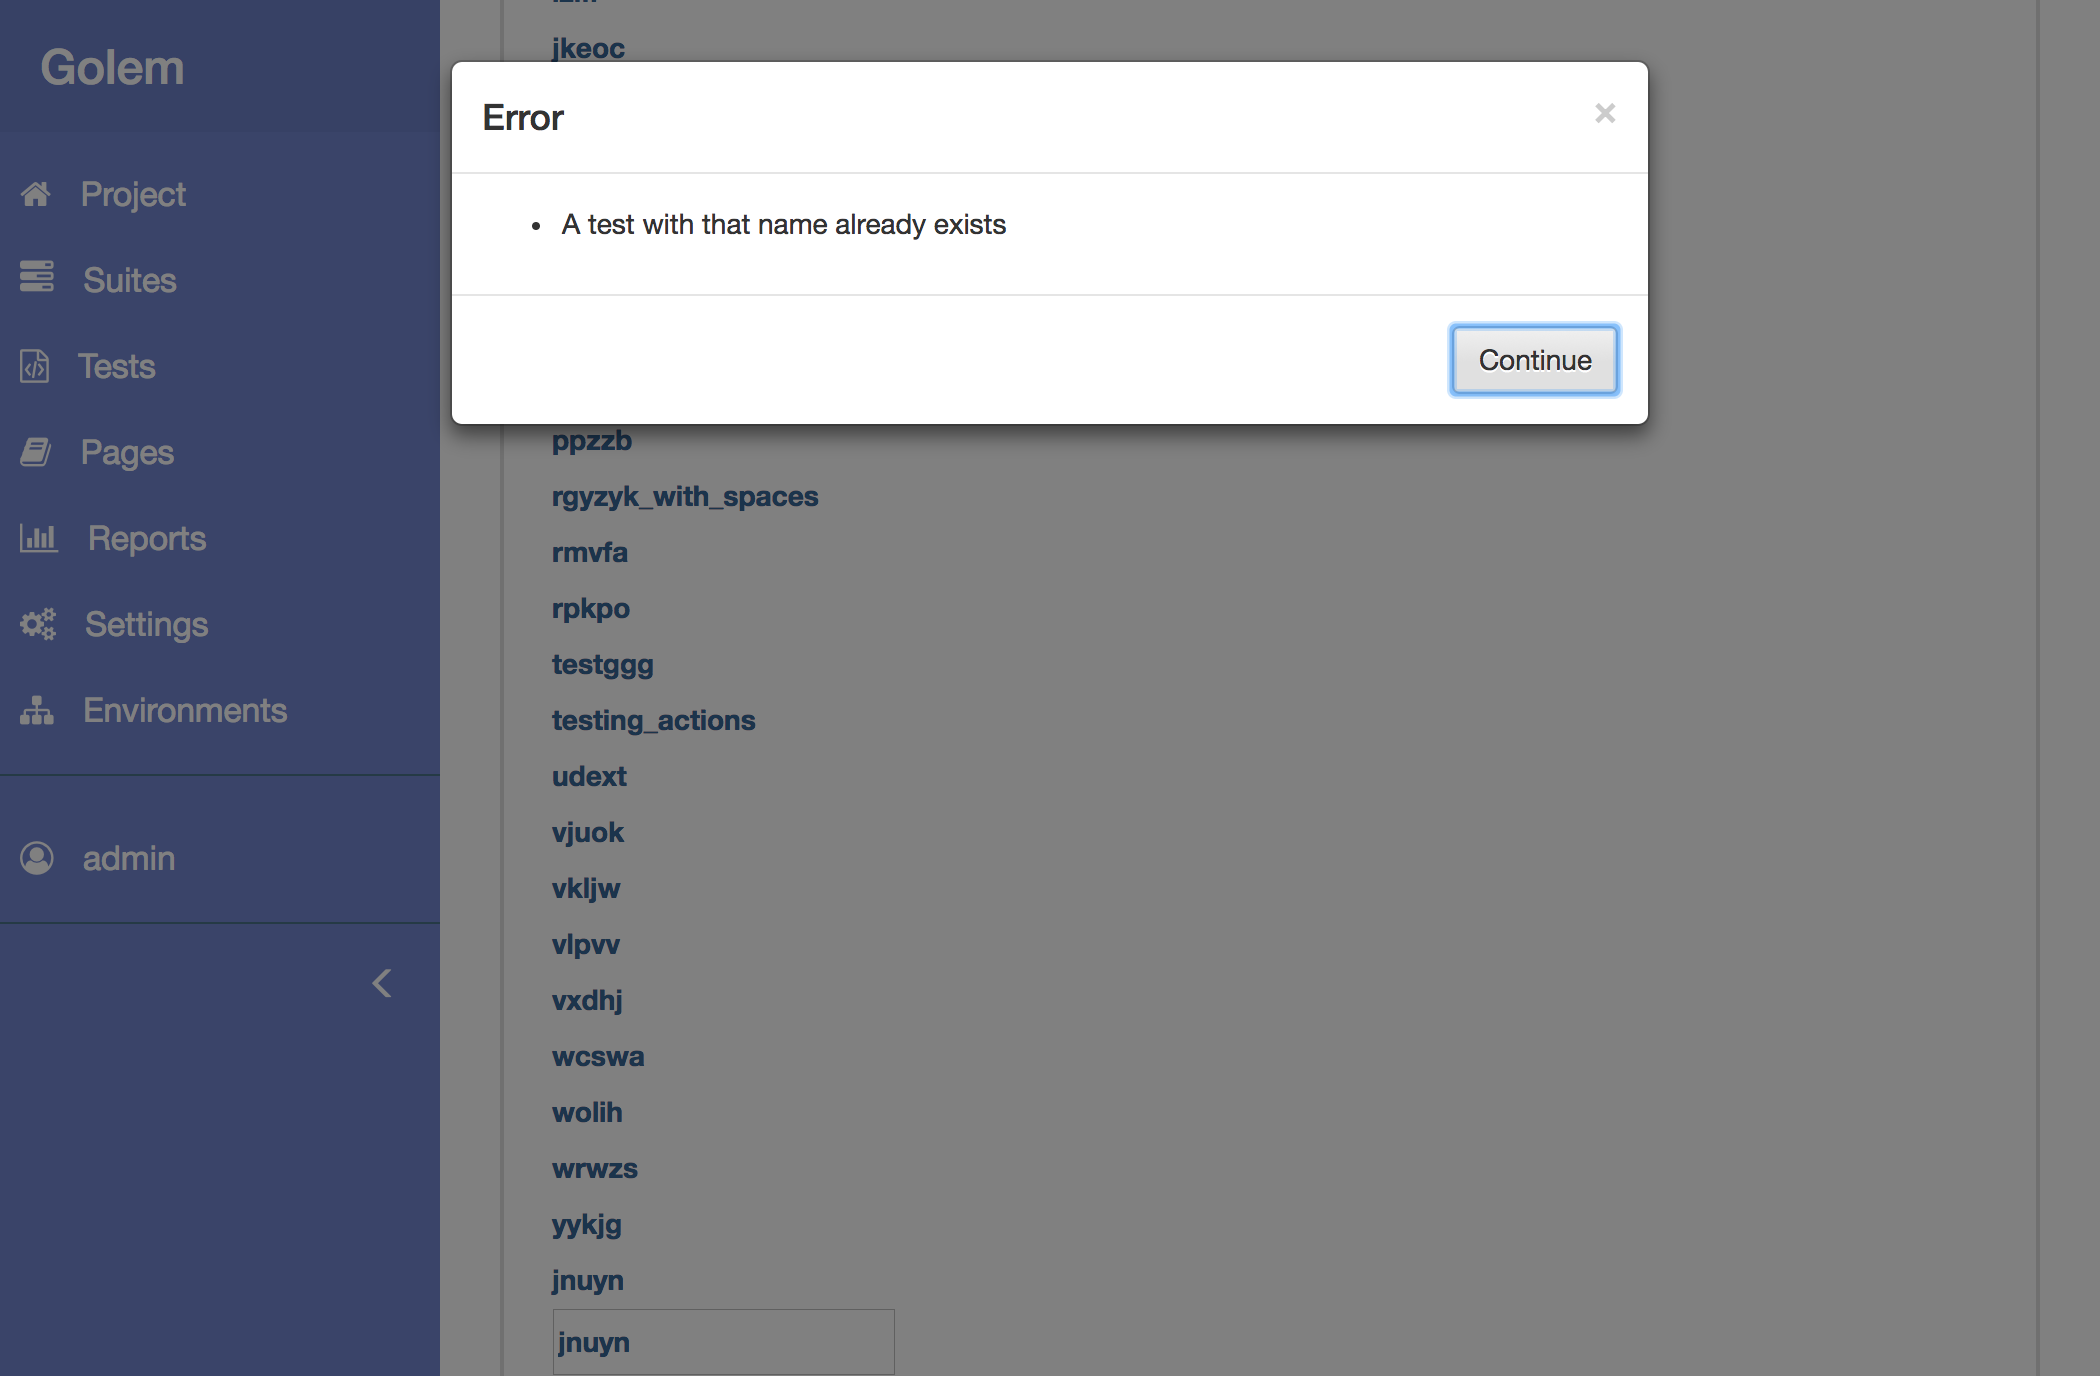 Golem
Project
Suites
Tests
Pages
Reports
Settings
Environments
admin
jkeoc
Error
×
• A test with that name already exists
Continue
ppzzb
rgyzyk_with_spaces
rmvfa
rpkpo
testggg
testing_actions
udext
vjuok
vkljw
vlpvv
vxdhj
wcswa
wolih
wrwzs
yykjg
jnuyn
jnuyn